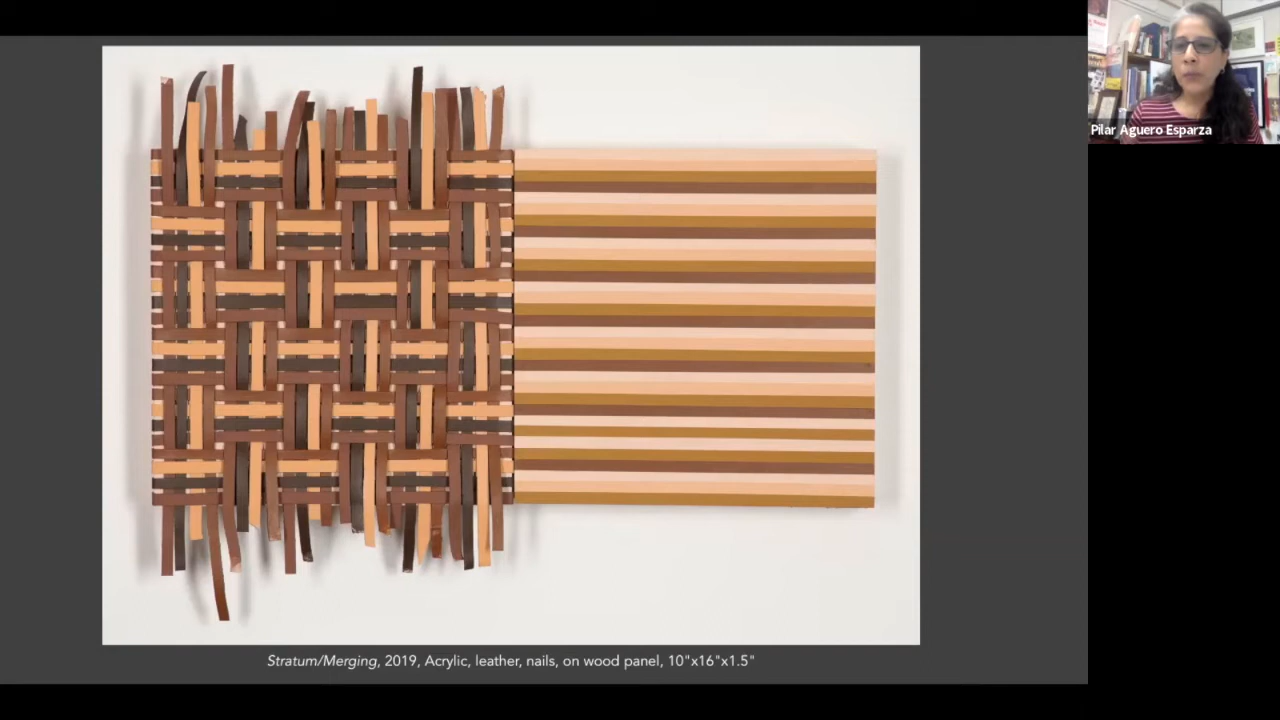 Pilar Aguero Esparza
Stratum/Merging, 2019, Acrylic, leather, nails, on wood panel, 10"x16"x1.5"